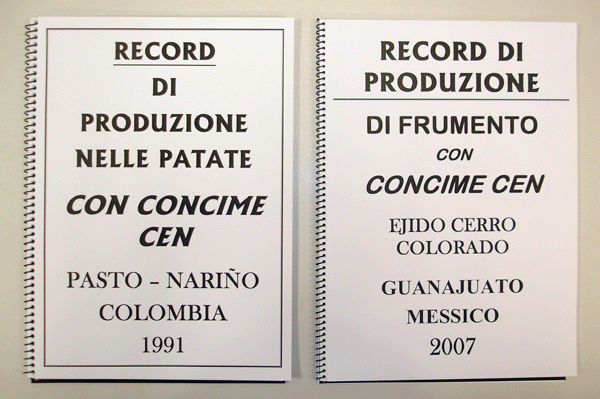 RECORD
DI
PRODUZIONE
NELLE PATATE
CON CONCIME
CEN
PASTO - NARIÑO
COLOMBIA
1991
RECORD DI
PRODUZIONE
DI FRUMENTO
CON
CONCIME CEN
EJIDO CERRO
COLORADO
GUANAJUATO
MESSICO
2007